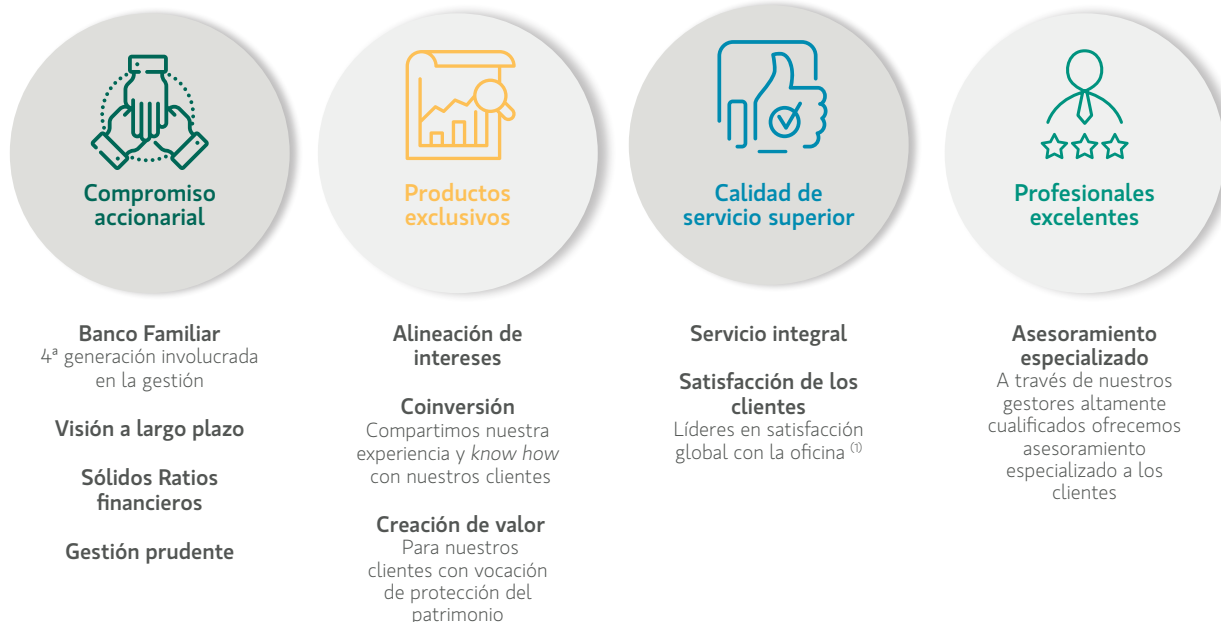 Compromiso
accionarial
Banco Familiar
4ª generación involucrada
en la gestión
Visión a largo plazo
Sólidos Ratios
financieros
Gestión prudente
Productos
exclusivos
Alineación de
intereses
Coinversión
Compartimos nuestra
experiencia y know how
con nuestros clientes
Creación de valor
Para nuestros
clientes con vocación
de protección del
patrimonio
Calidad de
servicio superior
Servicio integral
Satisfacción de los
clientes
Líderes en satisfacción
global con la oficina (1)
Profesionales
excelentes
Asesoramiento
especializado
A través de nuestros
gestores altamente
cualificados ofrecemos
asesoramiento
especializado a los
clientes